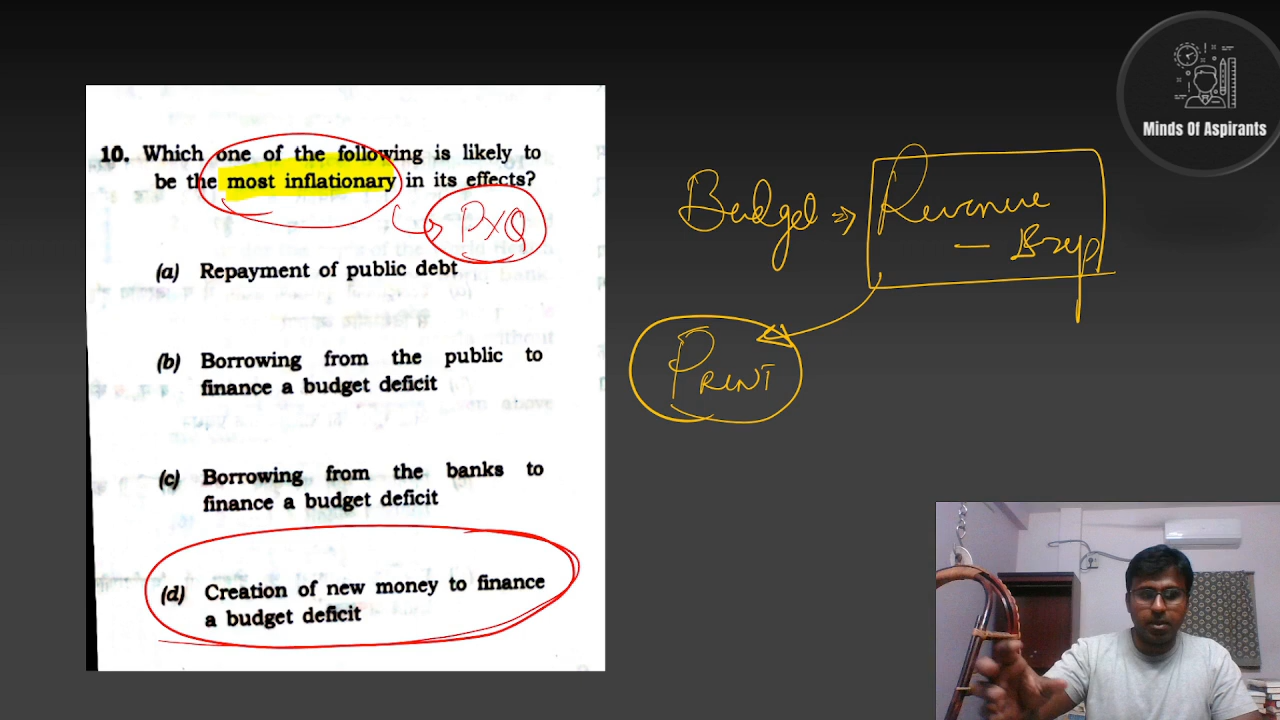 10. Which one of the following is likely to
be the most inflationary in its effects?
P×Q
(a) Repayment of public debt
(b) Borrowing from the public to
finance a budget deficit
(c) Borrowing from the banks to
finance a budget deficit
(d) Creation of new money to finance
a budget deficit
Budget ⇒ Revenue
– Exp
PRINT
Minds Of Aspirants